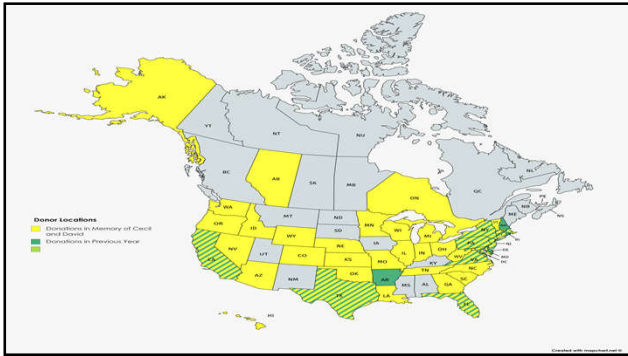 AK
YT
NT
NU
BC
AB
SK
MB
ON
QC
NL
PE
NB
NS
ME
WA
MT
ND
MN
OR
ID
SD
WI
MI
NY
WY
IA
NE
PA
NV
UT
CO
IL
IN
OH
NJ
DE
MD
DC
CA
KS
MO
WV
VA
KY
AZ
NM
OK
AR
TN
NC
SC
MS
AL
GA
TX
LA
FL
HI
Donor Locations
Donations in Memory of Cecil
and David
Donations in Previous Year
Created with mapchart.net ©